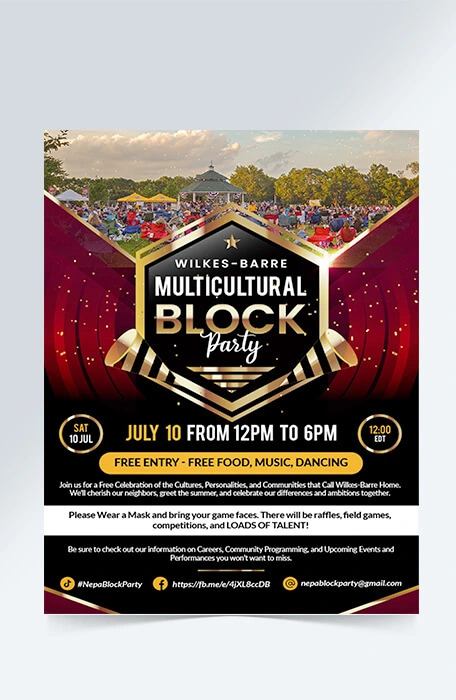 WILKES-BARRE
MULTICULTURAL
BLOCK
Party
SAT
10 JUL
JULY 10 FROM 12PM TO 6PM
12:00
EDT
FREE ENTRY - FREE FOOD, MUSIC, DANCING
Join us for a Free Celebration of the Cultures, Personalities, and Communities that Call Wilkes-Barre Home.
We'll cherish our neighbors, greet the summer, and celebrate our differences and ambitions together.
Please Wear a Mask and bring your game faces. There will be raffles, field games,
competitions, and LOADS OF TALENT!
Be sure to check out our information on Careers, Community Programming, and Upcoming Events and
Performances you won't want to miss.
#NepaBlockParty
https://fb.me/e/4jXL8ccDB
nepablockparty@gmail.com